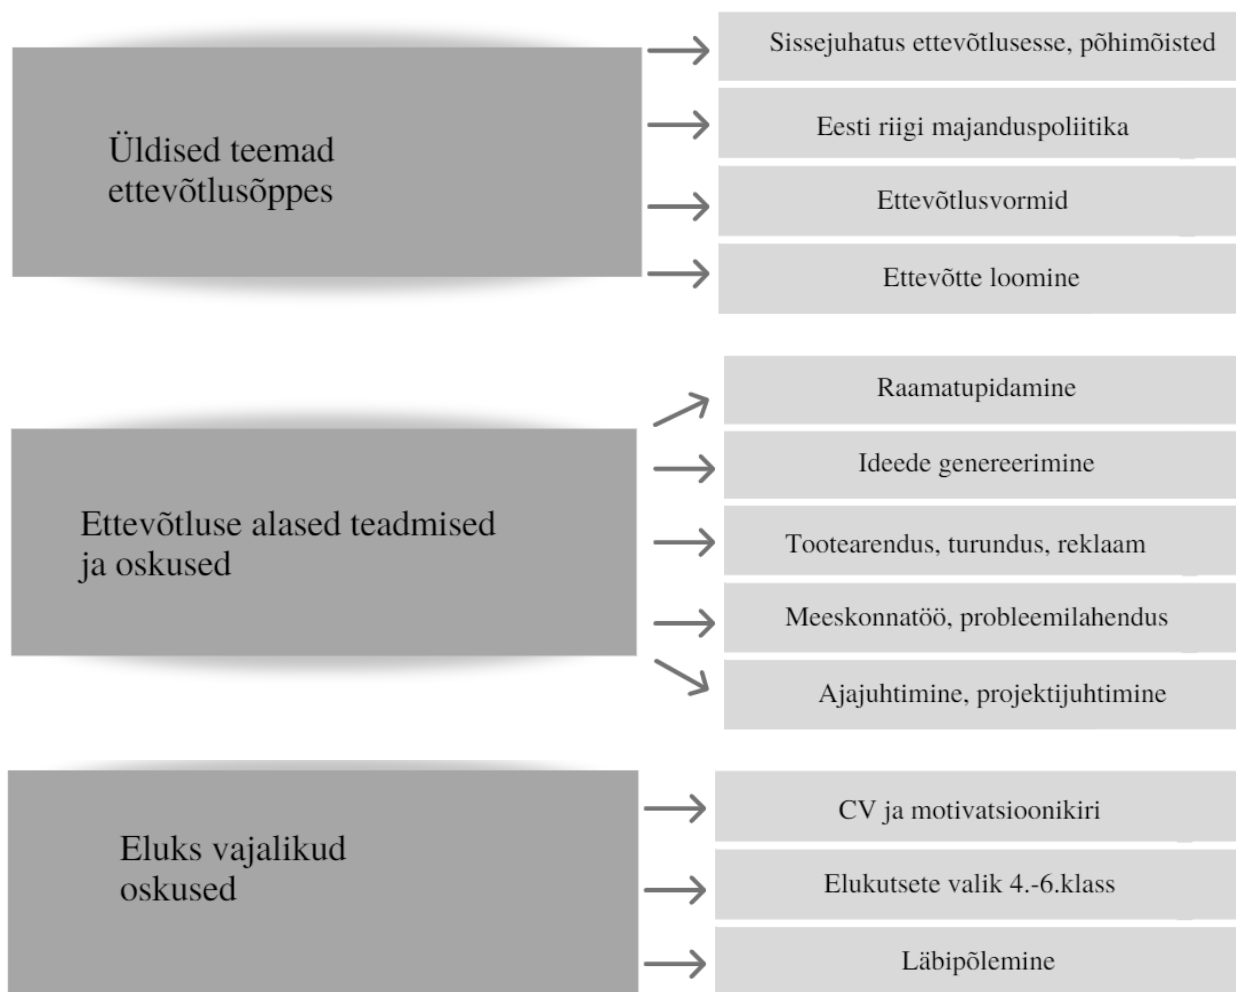 Üldised teemad
ettevõtlusõppes
Sissejuhatus ettevõtlusesse, põhimõisted
Eesti riigi majanduspoliitika
Ettevõtlusvormid
Ettevõtte loomine
Ettevõtluse alased teadmised
ja oskused
Raamatupidamine
Ideede genereerimine
Tootearendus, turundus, reklaam
Meeskonnatöö, probleemilahendus
Ajajuhtimine, projektijuhtimine
Eluks vajalikud
oskused
CV ja motivatsioonikiri
Elukutsete valik 4.-6.klass
Läbipõlemine